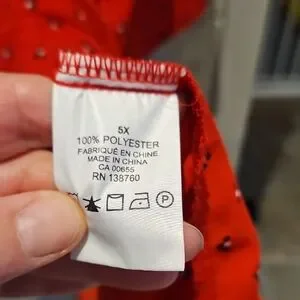 5X
100% POLYESTER
FABRIQUÉ EN CHINE
MADE IN CHINA
CA 00655
RN 138760
P